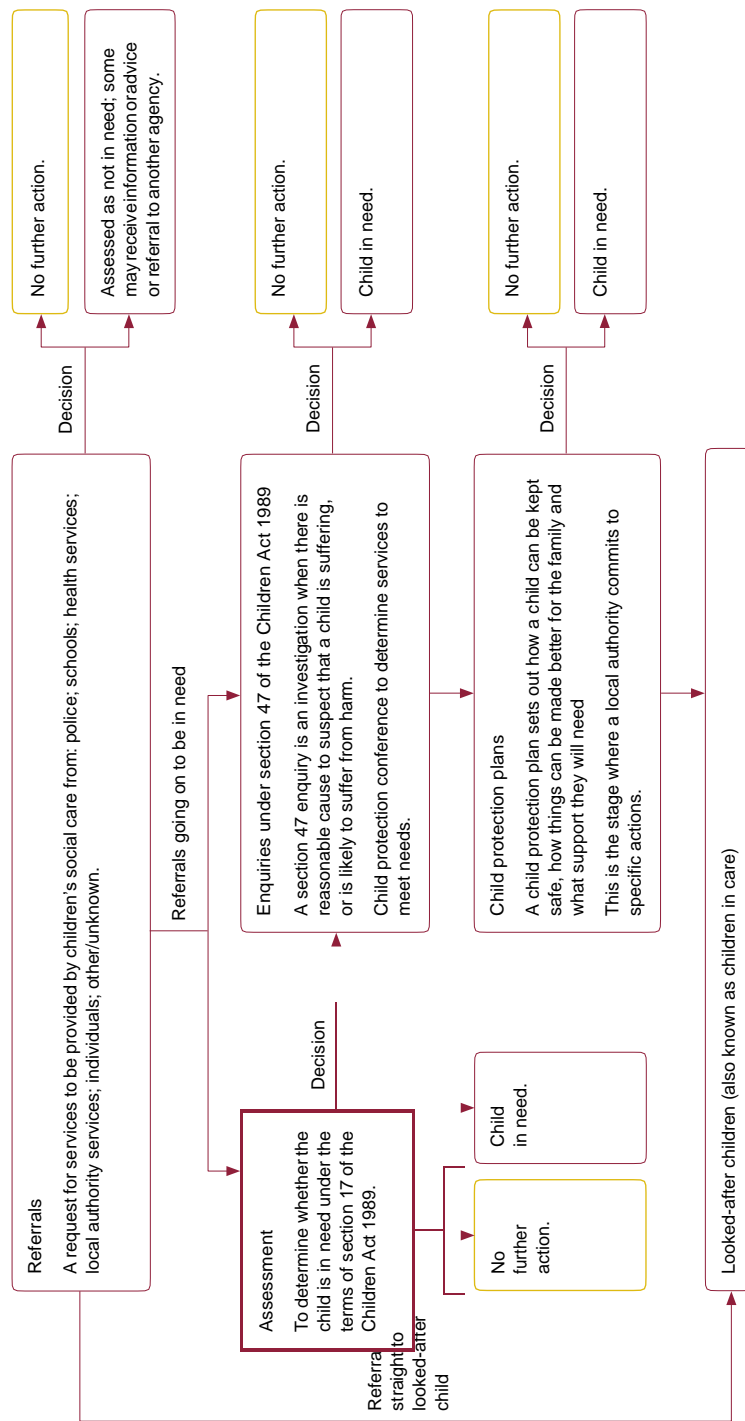 Referrals
A request for services to be provided by children's social care from: police; schools; health services;
local authority services; individuals; other/unknown.
Decision
No further action.
Assessed as not in need; some
may receive information or advice
or referral to another agency.
Referrals going on to be in need
Assessment
To determine whether the
child is in need under the
terms of section 17 of the
Children Act 1989.
Decision
Enquiries under section 47 of the Children Act 1989
A section 47 enquiry is an investigation when there is
reasonable cause to suspect that a child is suffering,
or is likely to suffer from harm.
Child protection conference to determine services to
meet needs.
Decision
No further action.
Child in need.
Referra
straight to
looked-after
child
No
further
action.
Child
in need.
Child protection plans
A child protection plan sets out how a child can be kept
safe, how things can be made better for the family and
what support they will need
This is the stage where a local authority commits to
specific actions.
Decision
No further action.
Child in need.
Looked-after children (also known as children in care)